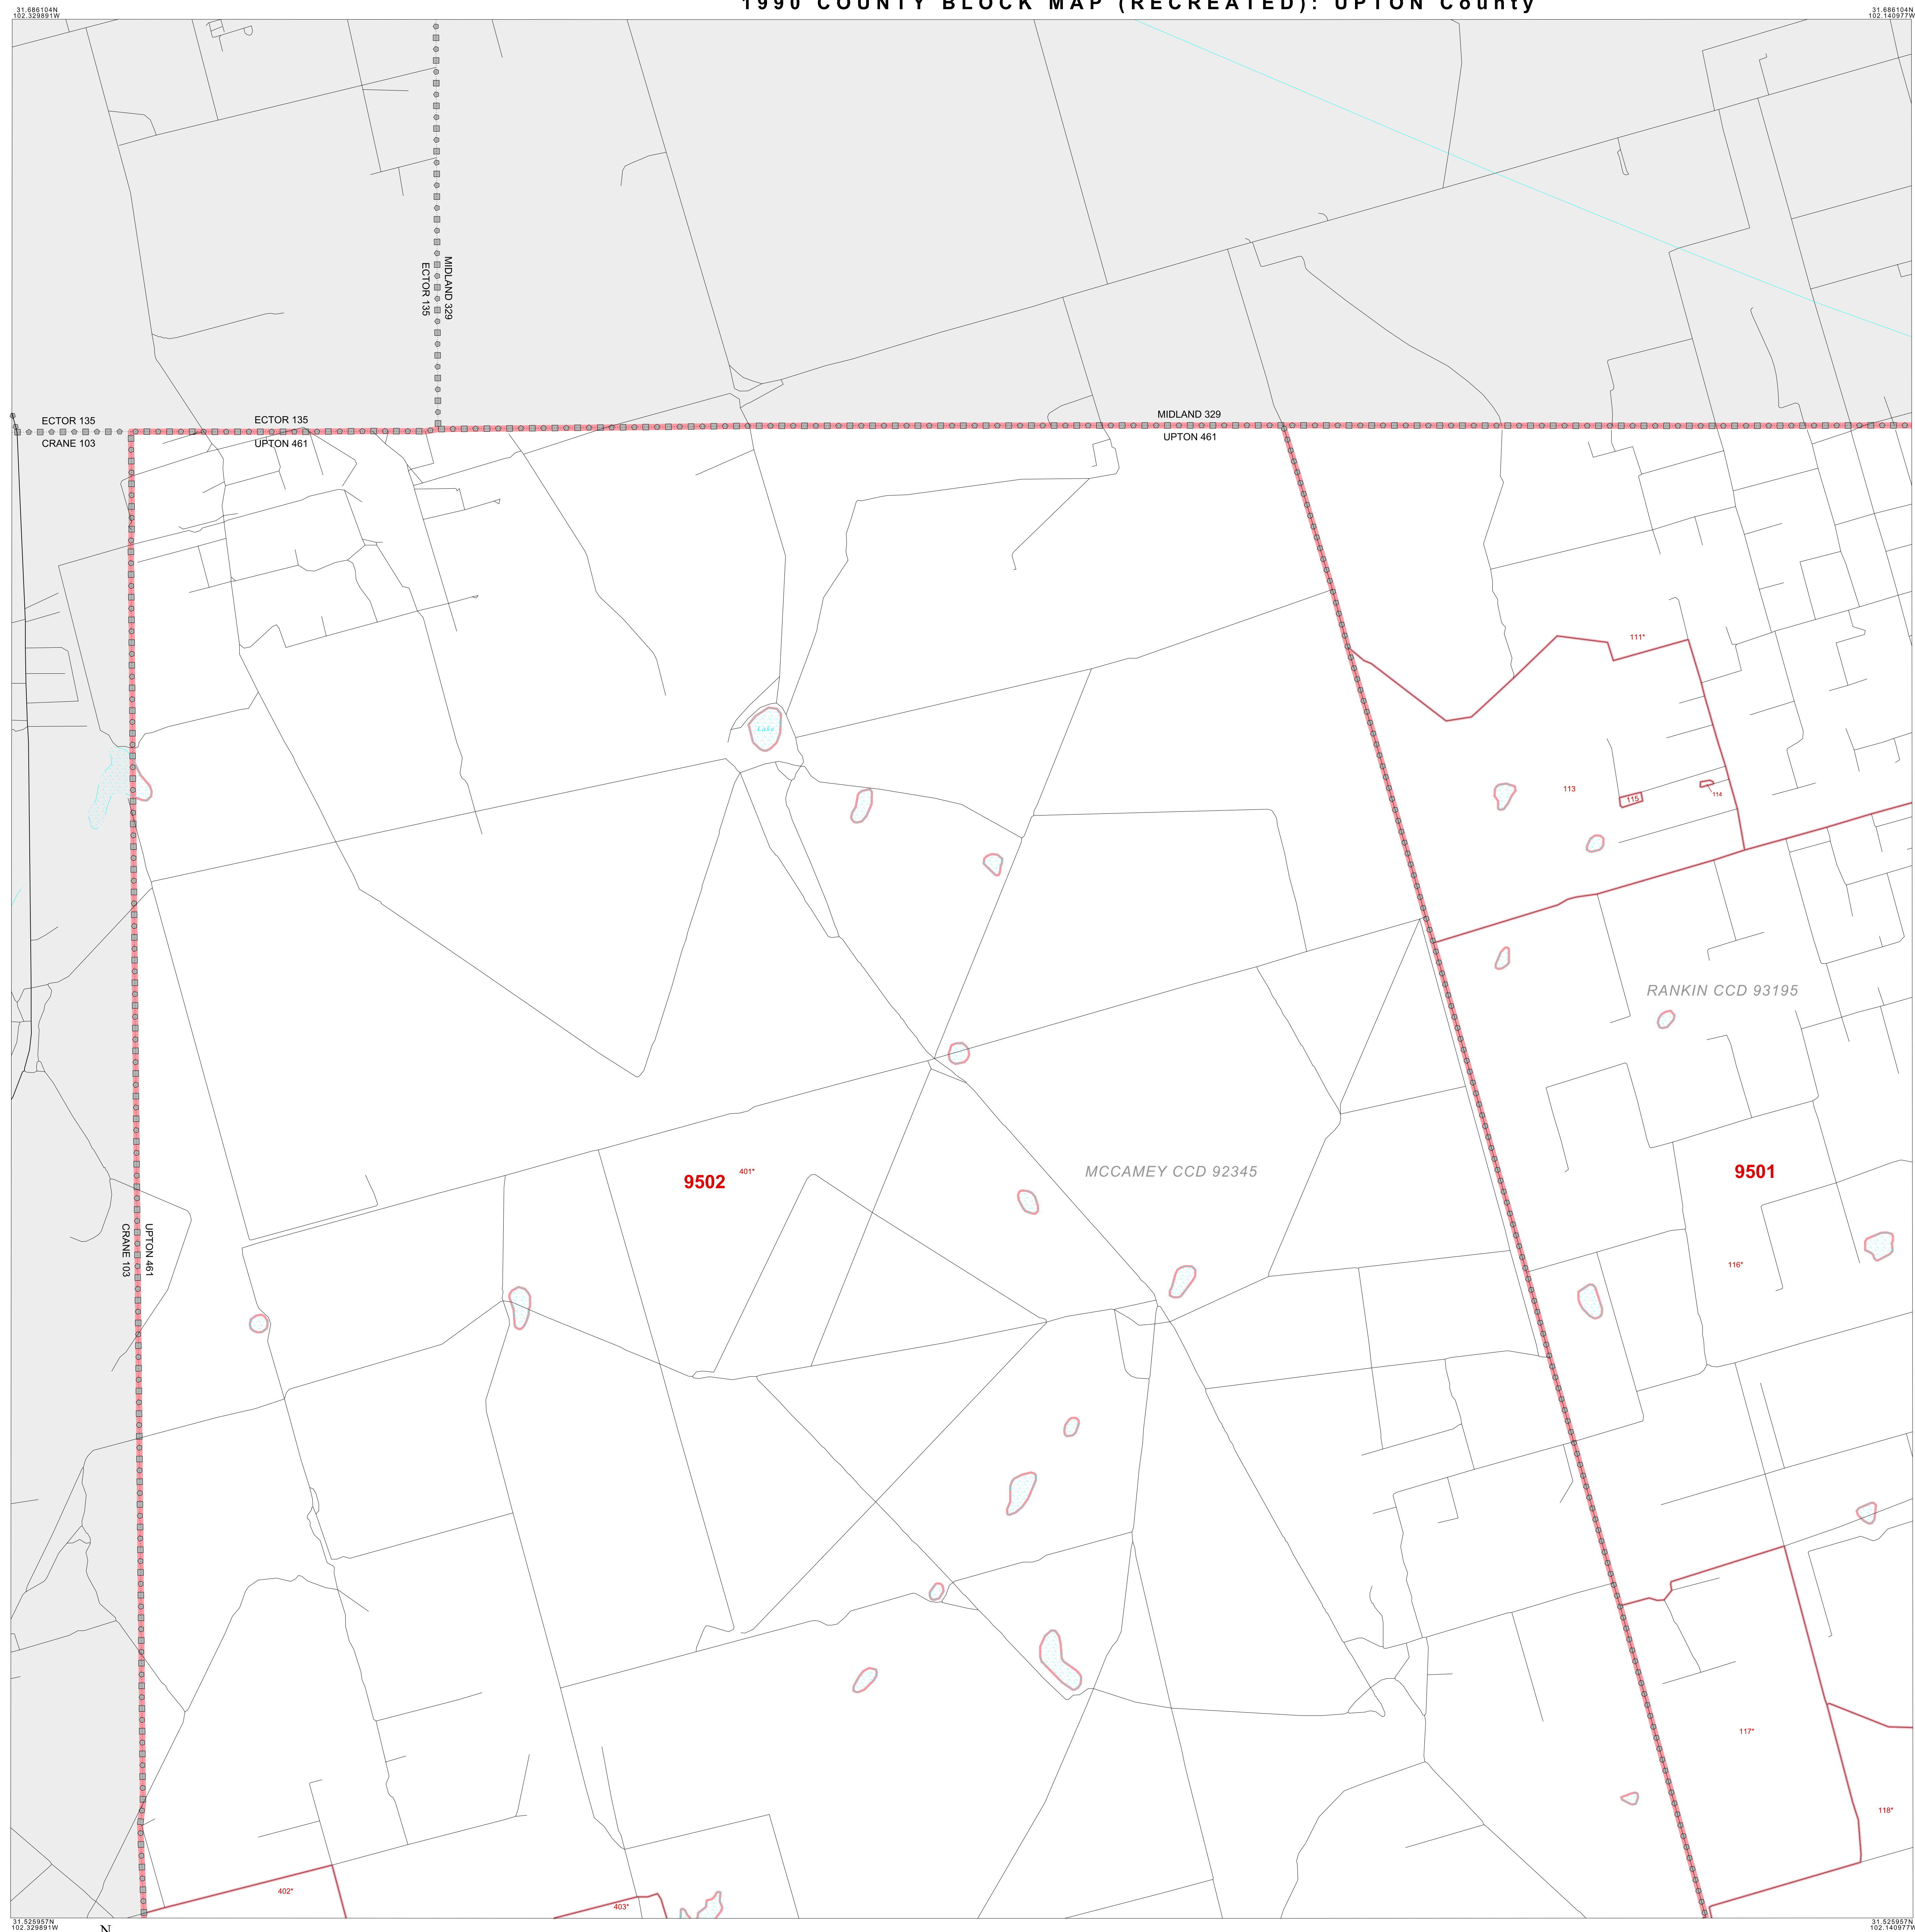 1990 COUNTY BLOCK MAP (RECREATED): UPTON County
31.686104N
102.329891W
31.686104N
102.140977W
MIDLAND 329
ECTOR 135
ECTOR 135
CRANE 103
ECTOR 135
UPTON 461
MIDLAND 329
UPTON 461
111*
Lake
113
115
114
RANKIN CCD 93195
MCCAMEY CCD 92345
9502
401*
9501
UPTON 461
CRANE 103
116*
117*
118*
402*
403*
31.525957N
102.329891W
N
31.525957N
102.140977W